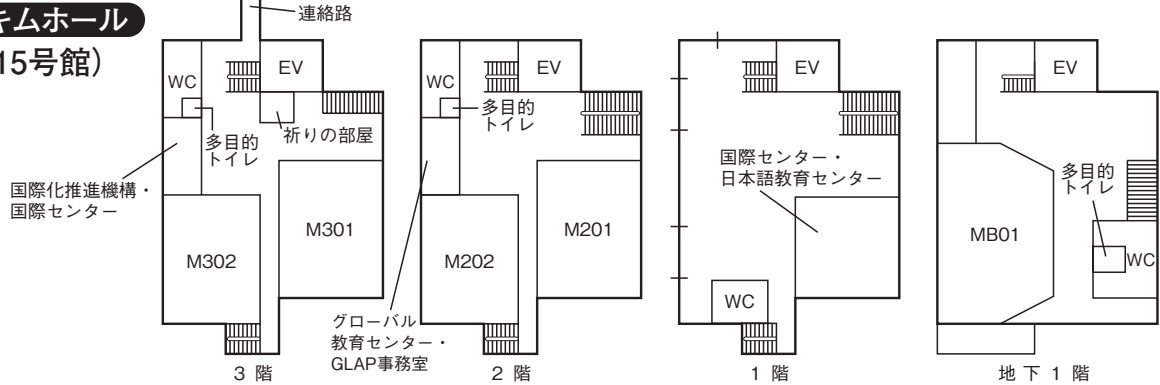 キムホール
15号館）
連絡路
WC
EV
多目的
トイレ
祈りの部屋
国際化推進機構・
国際センター
M302
M301
3 階
WC
EV
多目的
トイレ
M202
M201
グローバル
教育センター・
GLAP事務室
2 階
EV
国際センター・
日本語教育センター
WC
1 階
EV
多目的
トイレ
MB01
WC
地 下 1 階